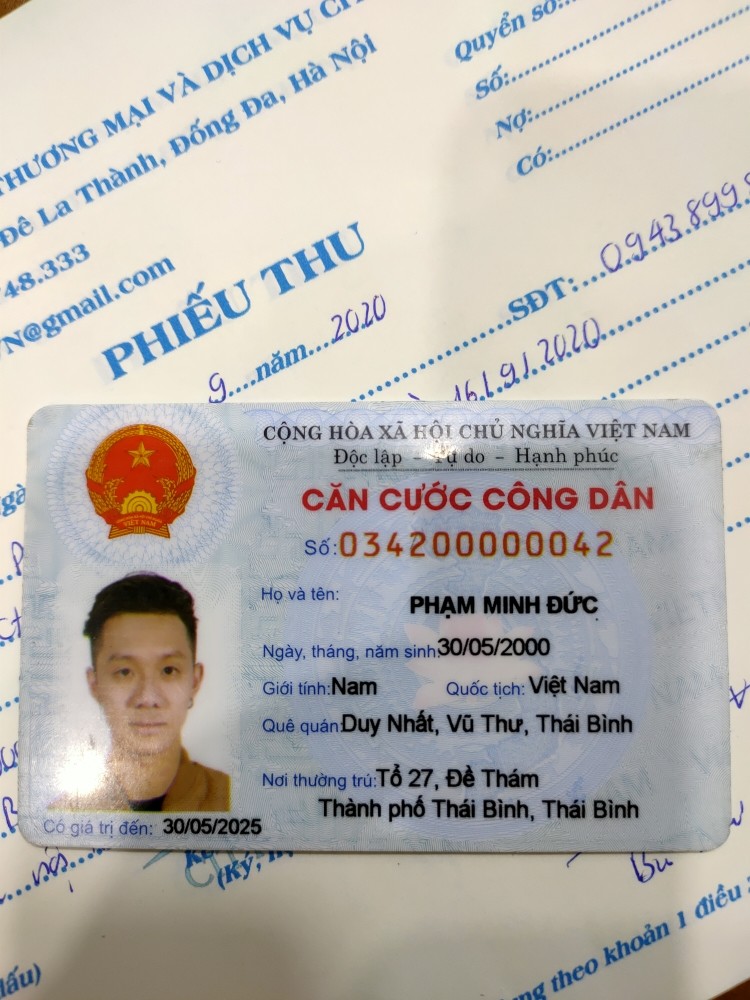 THƯƠNG MẠI VÀ DỊCH VỤ
Đê La Thành, Đống Đa, Hà Nội
48.333
VN@gmail.com
Quyển số:
Số:
Nợ:
Có:
PHIẾU THU
9 năm 2020
SĐT: 0943.899
16/9/2020
CỘNG HÒA XÃ HỘI CHỦ NGHĨA VIỆT NAM
Độc lập – Tự do – Hạnh phúc
CĂN CƯỚC CÔNG DÂN
Số: 034200000042
Họ và tên: PHẠM MINH ĐỨC
Ngày, tháng, năm sinh: 30/05/2000
Giới tính: Nam Quốc tịch: Việt Nam
Quê quán: Duy Nhất, Vũ Thư, Thái Bình
Nơi thường trú: Tổ 27, Đề Thám
Thành phố Thái Bình, Thái Bình
Có giá trị đến: 30/05/2025
VIỆT NAM
(Ký,
theo khoản 1 điều